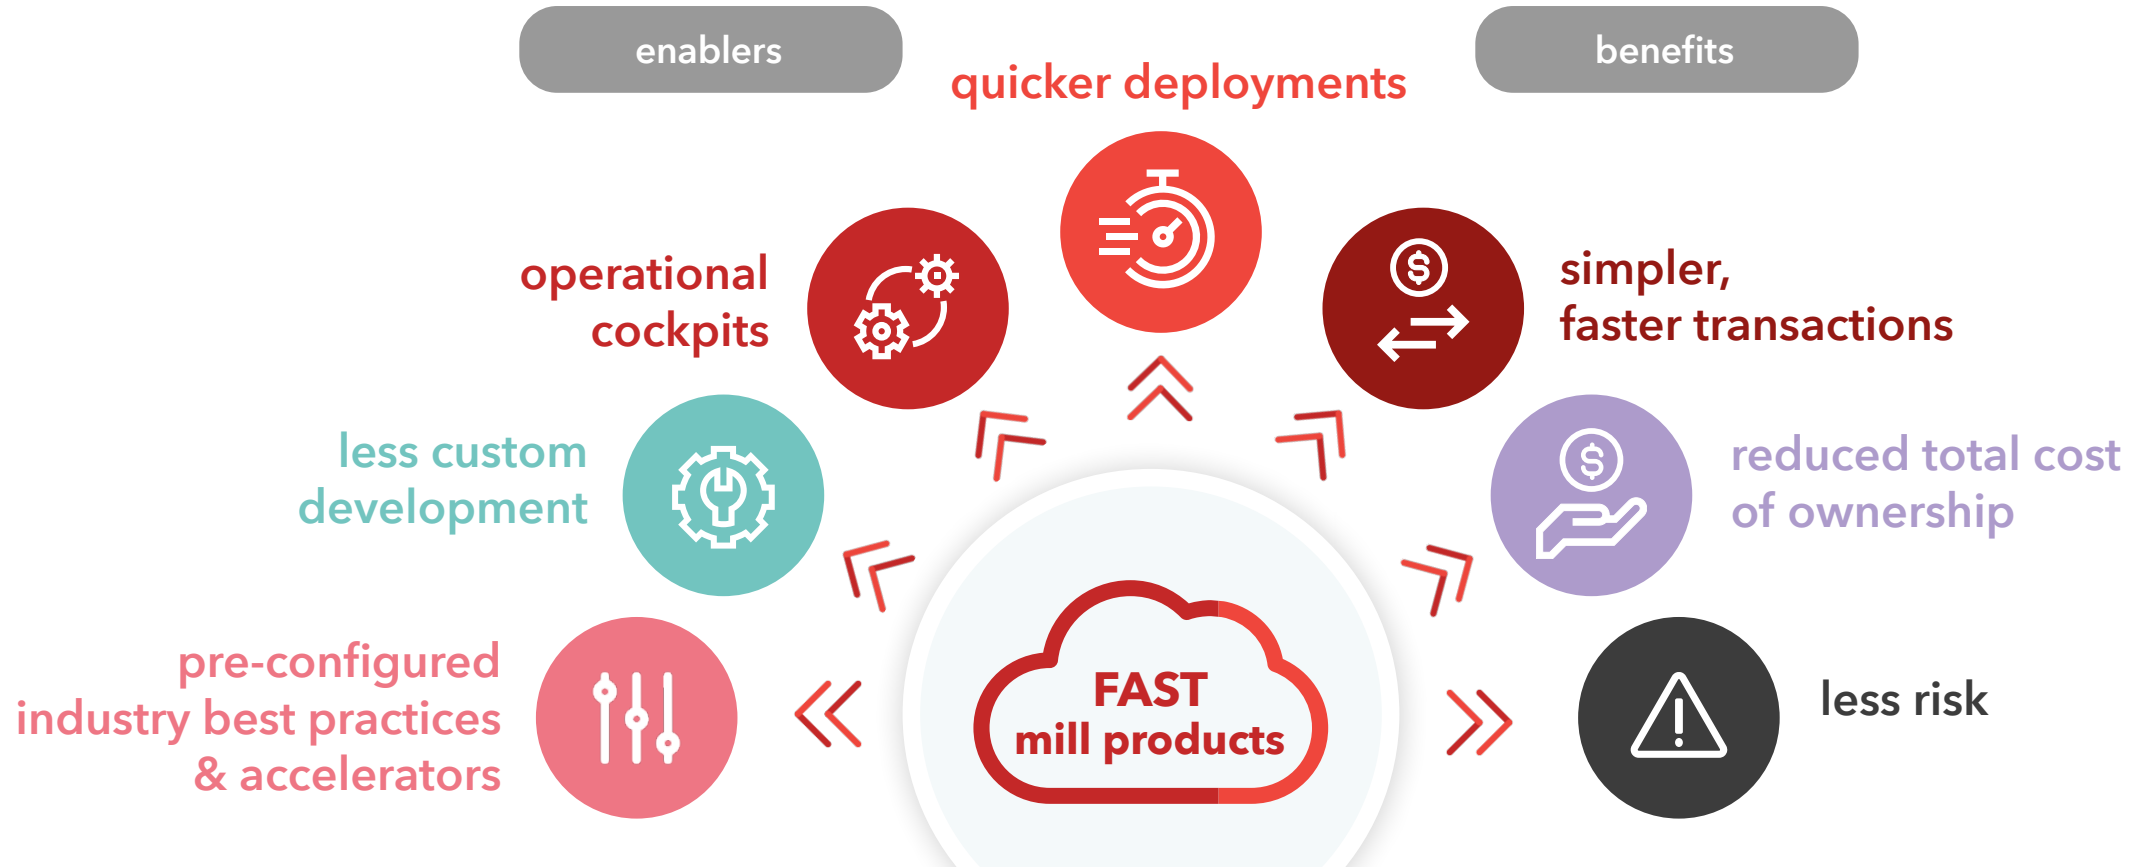 enablers
benefits
quicker deployments
operational
cockpits
simpler,
faster transactions
less custom
development
reduced total cost
of ownership
pre-configured
industry best practices
& accelerators
FAST
mill products
less risk